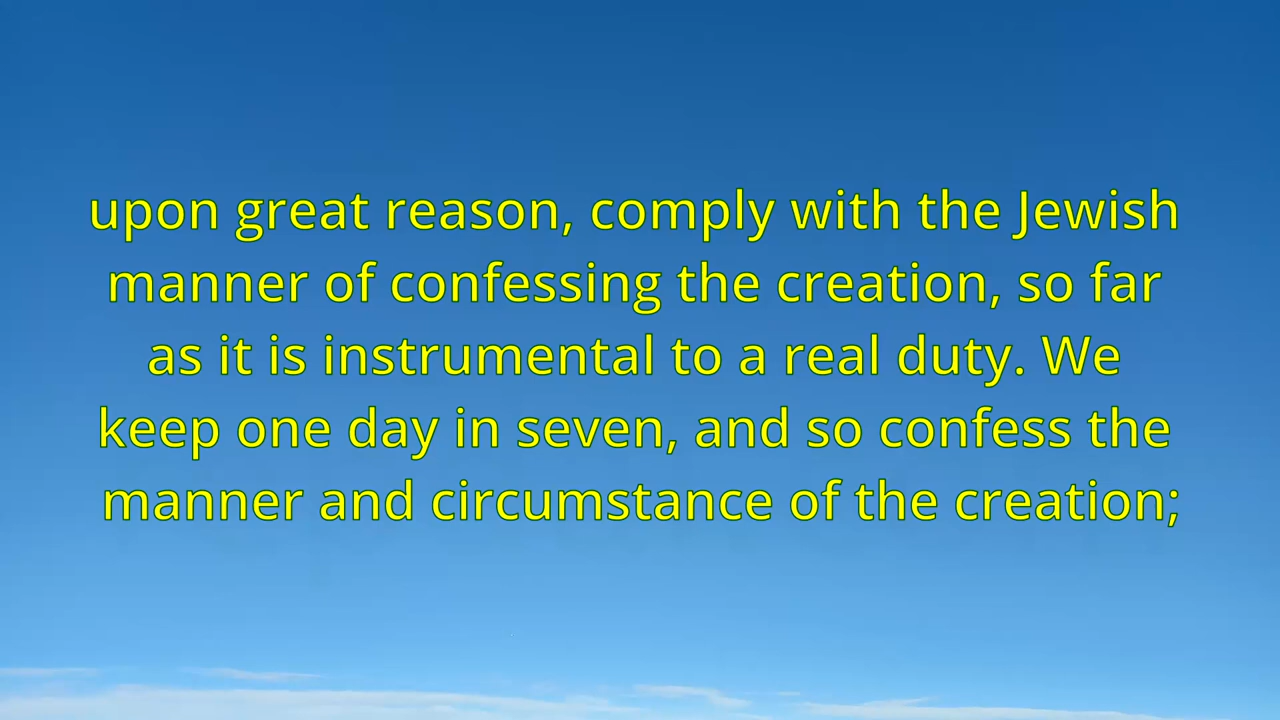 upon great reason, comply with the Jewish
manner of confessing the creation, so far
as it is instrumental to a real duty. We
keep one day in seven, and so confess the
manner and circumstance of the creation;